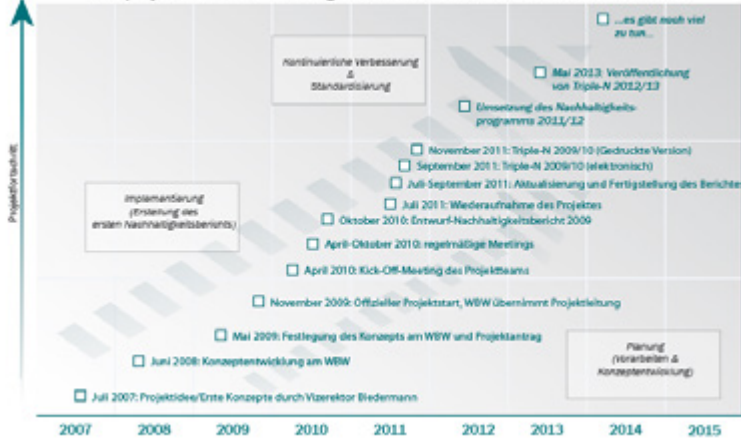 Projektfortschritt
...es gibt noch viel
zu tun...
Kontinuierliche Verbesserung
&
Standardisierung
Mai 2013: Veröffentlichung
von Triple-N 2012/13
Umsetzung des Nachhaltigkeits-
programms 2011/12
November 2011: Triple-N 2009/10 (Gedruckte Version)
September 2011: Triple-N 2009/10 (elektronisch)
Juli-September 2011: Aktualisierung und Fertigstellung des Berichtes
Implementierung
(Erstellung des
ersten Nachhaltigkeitsberichts)
Juli 2011: Wiederaufnahme des Projektes
Oktober 2010: Entwurf-Nachhaltigkeitsbericht 2009
April-Oktober 2010: regelmäßige Meetings
April 2010: Kick-Off-Meeting des Projektteams
November 2009: Offizieller Projektstart, WBW übernimmt Projektleitung
Mai 2009: Festlegung des Konzepts am WBW und Projektantrag
Planung
(Vorarbeiten &
Konzeptentwicklung)
Juni 2008: Konzeptentwicklung am WBW
Juli 2007: Projektidee/Erste Konzepte durch Vizerektor Biedermann
2007 2008 2009 2010 2011 2012 2013 2014 2015